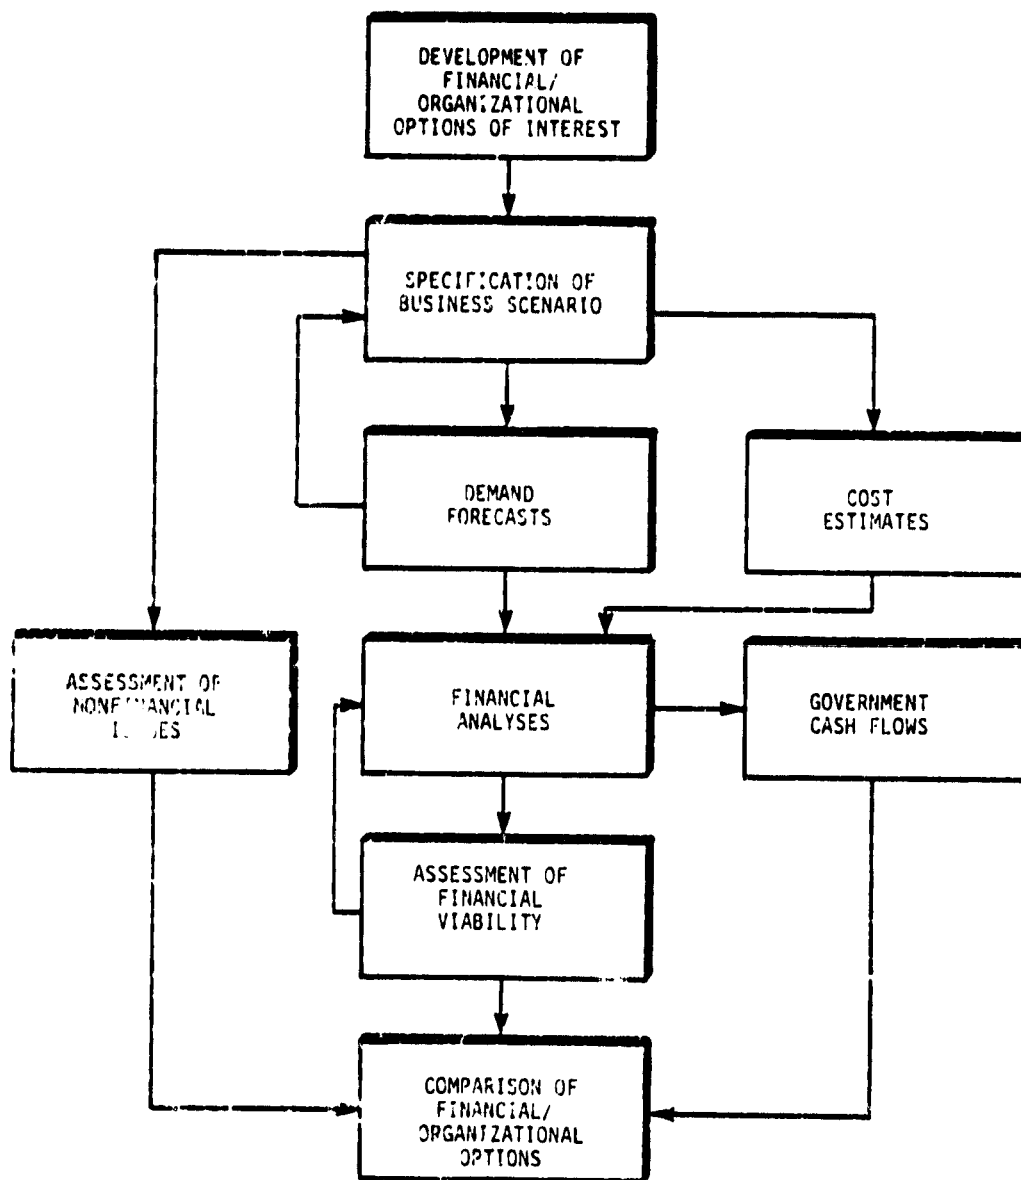 DEVELOPMENT OF
FINANCIAL/
ORGANIZATIONAL
OPTIONS OF INTEREST
SPECIFICATION OF
BUSINESS SCENARIO
DEMAND
FORECASTS
COST
ESTIMATES
ASSESSMENT OF
NONFINANCIAL
FINANCIAL
ANALYSES
GOVERNMENT
CASH FLOWS
ASSESSMENT OF
FINANCIAL
VIABILITY
COMPARISON OF
FINANCIAL/
ORGANIZATIONAL
OPTIONS